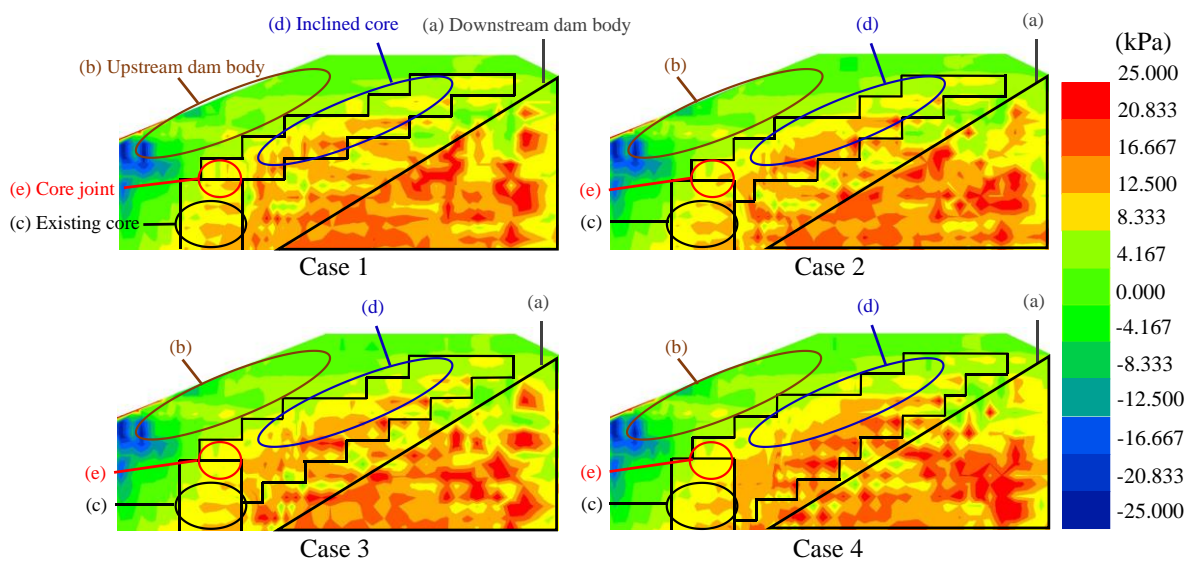 (d) Inclined core
(a) Downstream dam body
(b) Upstream dam body
(e) Core joint
(c) Existing core
Case 1
(d)
(a)
(b)
(e)
(c)
Case 2
(d)
(a)
(b)
(e)
(c)
Case 3
(d)
(a)
(b)
(e)
(c)
Case 4
(kPa)
25.000
20.833
16.667
12.500
8.333
4.167
0.000
-4.167
-8.333
-12.500
-16.667
-20.833
-25.000